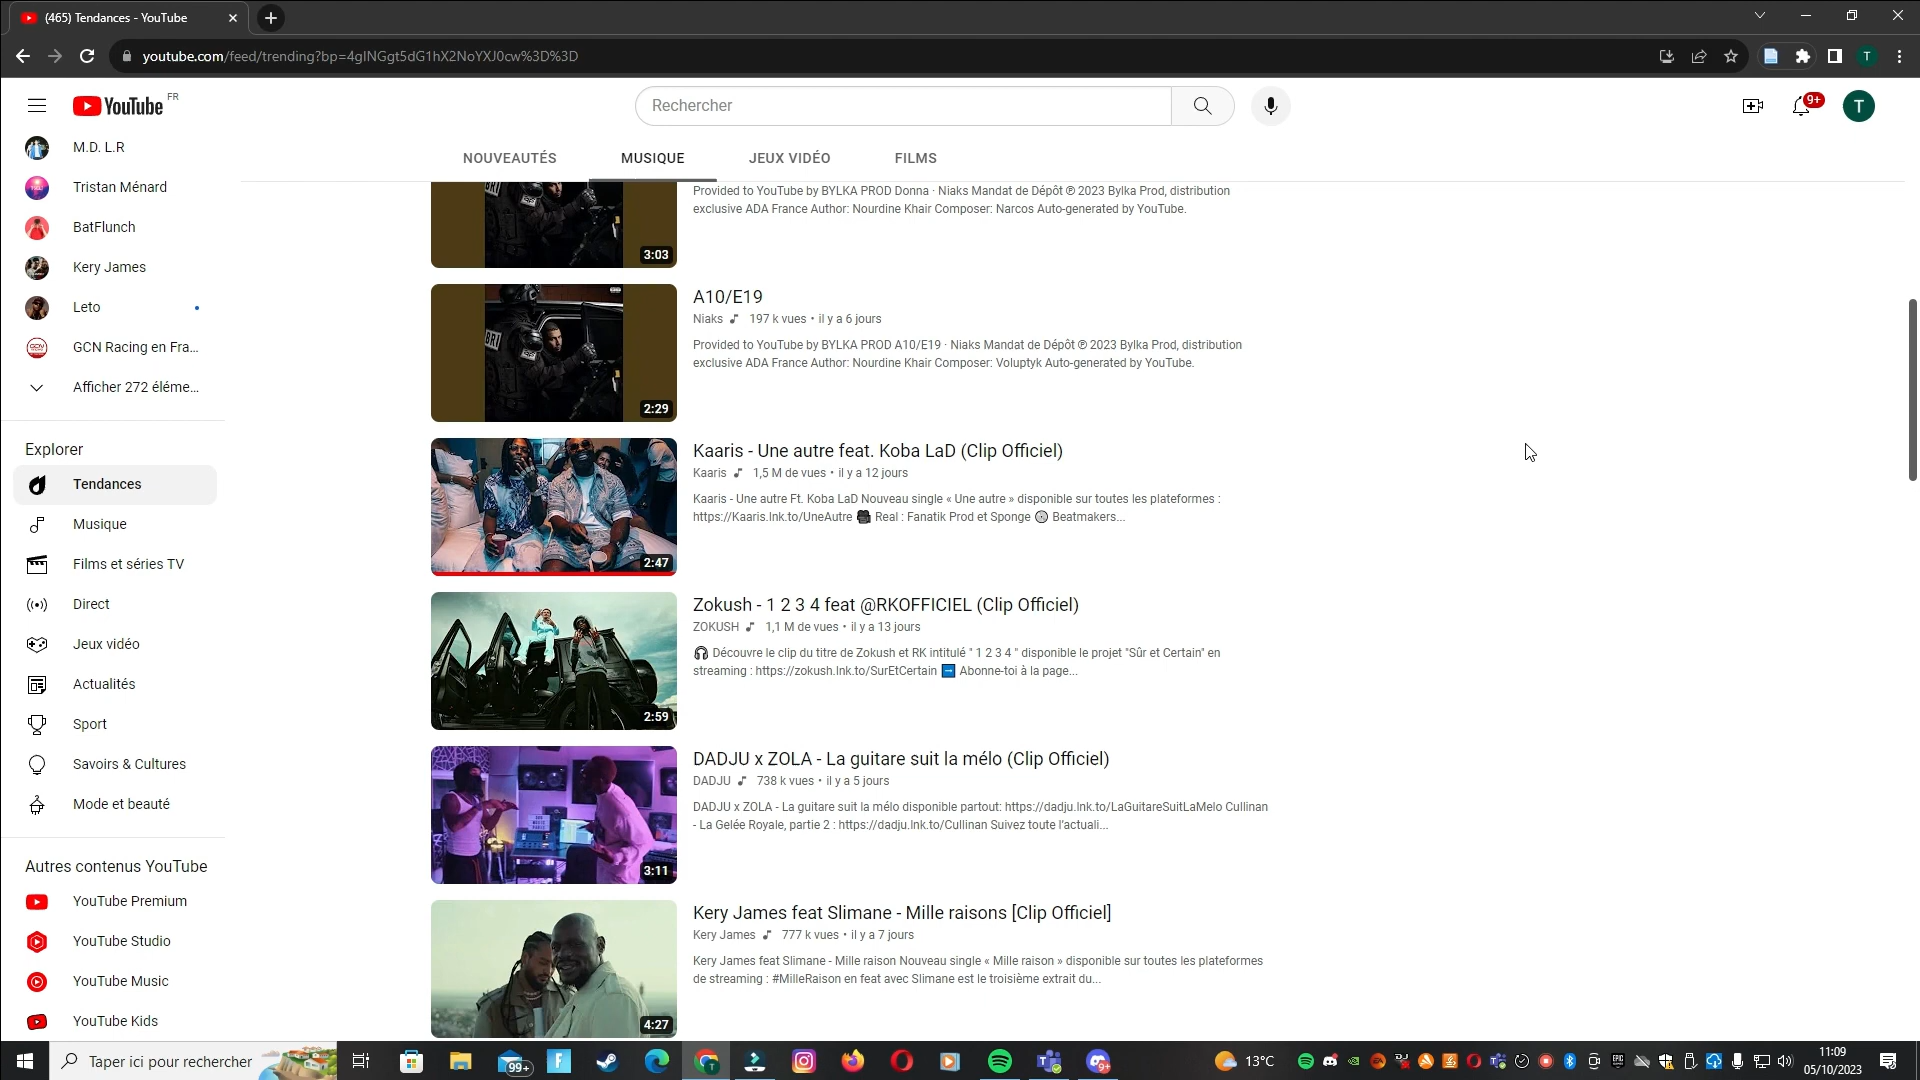 (465) Tendances - YouTube
youtube.com/feed/trending?bp=4gINGgt5dG1hX2NoYXJ0cw%3D%3D
T
YouTube FR
Rechercher
9+
T
M.D. L.R
Tristan Ménard
BatFlunch
Kery James
Leto
GCN Racing en Fra...
Afficher 272 éléme...
Explorer
Tendances
Musique
Films et séries TV
Direct
Jeux vidéo
Actualités
Sport
Savoirs & Cultures
Mode et beauté
Autres contenus YouTube
YouTube Premium
YouTube Studio
YouTube Music
YouTube Kids
NOUVEAUTÉS
MUSIQUE
JEUX VIDÉO
FILMS
BRI
3:03
Provided to YouTube by BYLKA PROD Donna · Niaks Mandat de Dépôt ℗ 2023 Bylka Prod, distribution
exclusive ADA France Author: Nourdine Khair Composer: Narcos Auto-generated by YouTube.
BRI
2:29
A10/E19
Niaks 197 k vues • il y a 6 jours
Provided to YouTube by BYLKA PROD A10/E19 · Niaks Mandat de Dépôt ℗ 2023 Bylka Prod, distribution
exclusive ADA France Author: Nourdine Khair Composer: Voluptyk Auto-generated by YouTube.
2:47
Kaaris - Une autre feat. Koba LaD (Clip Officiel)
Kaaris 1,5 M de vues • il y a 12 jours
Kaaris - Une autre Ft. Koba LaD Nouveau single « Une autre » disponible sur toutes les plateformes :
https://Kaaris.lnk.to/UneAutre 🎥 Real : Fanatik Prod et Sponge 💿 Beatmakers...
2:59
Zokush - 1 2 3 4 feat @RKOFFICIEL (Clip Officiel)
ZOKUSH 1,1 M de vues • il y a 13 jours
🎧 Découvre le clip du titre de Zokush et RK intitulé " 1 2 3 4 " disponible le projet "Sûr et Certain" en
streaming : https://zokush.lnk.to/SurEtCertain ➡ Abonne-toi à la page...
3:11
DADJU x ZOLA - La guitare suit la mélo (Clip Officiel)
DADJU 738 k vues • il y a 5 jours
DADJU x ZOLA - La guitare suit la mélo disponible partout: https://dadju.lnk.to/LaGuitareSuitLaMelo Cullinan
- La Gelée Royale, partie 2 : https://dadju.lnk.to/Cullinan Suivez toute l'actuali...
4:27
Kery James feat Slimane - Mille raisons [Clip Officiel]
Kery James 777 k vues • il y a 7 jours
Kery James feat Slimane - Mille raison Nouveau single « Mille raison » disponible sur toutes les plateformes
de streaming : #MilleRaison en feat avec Slimane est le troisième extrait du...
Taper ici pour rechercher
99+
13°C
11:09
05/10/2023